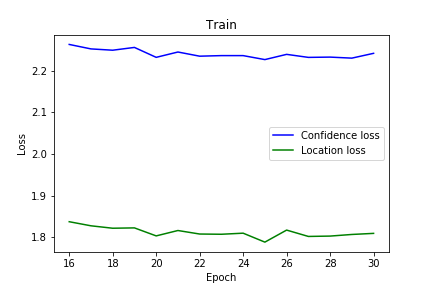 Train
2.2
2.1
2.0
1.9
1.8
Loss
Confidence loss
Location loss
16 18 20 22 24 26 28 30
Epoch